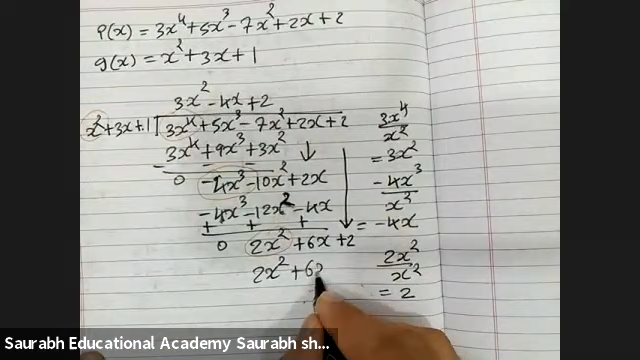 p(x) = 3x⁴ + 5x³ - 7x² + 2x + 2
g(x) = x² + 3x + 1
3x² - 4x + 2
x² + 3x + 1 | 3x⁴ + 5x³ - 7x² + 2x + 2
3x⁴ + 9x³ + 3x²
- - -
0 -4x³ - 10x² + 2x
-4x³ - 12x² - 4x
+ + +
0 2x² + 6x + 2
2x² + 6x
3x⁴/x²
= 3x²
-4x³/x²
= -4x
2x²/x²
= 2
Saurabh Educational Academy Saurabh sh...